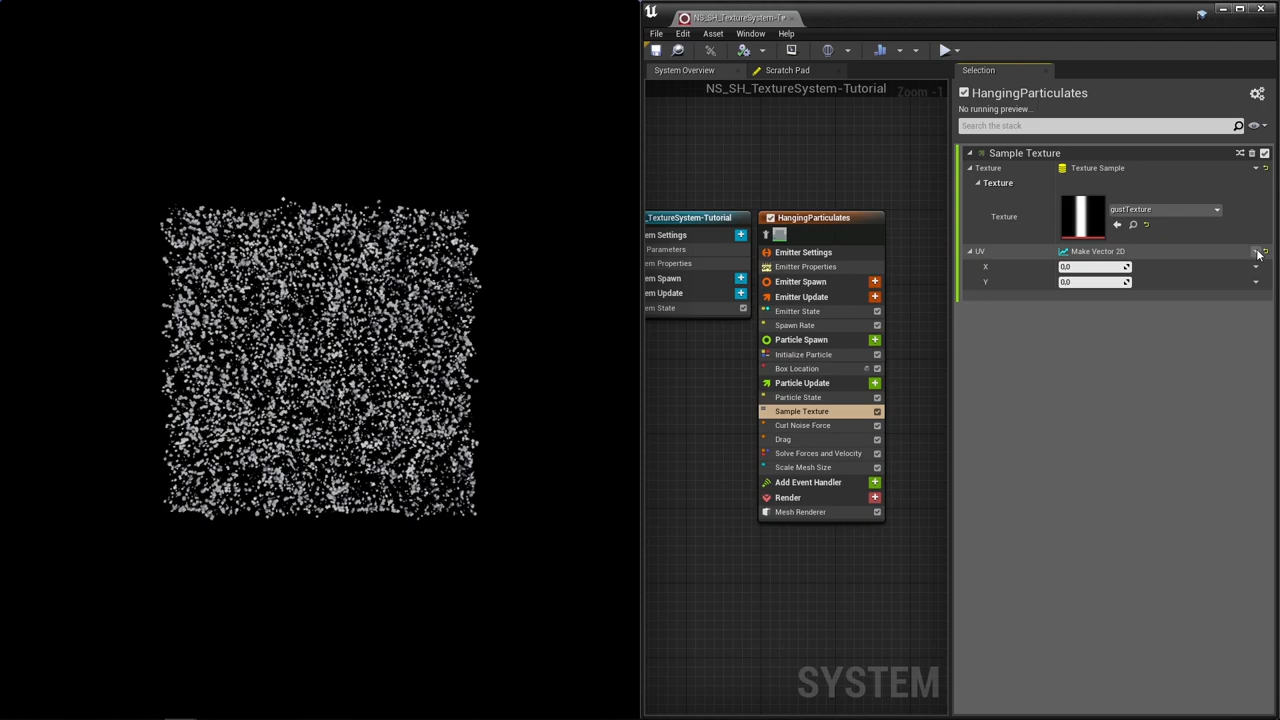 NS_SH_TextureSystem-T
File Edit Asset Window Help
System Overview
Scratch Pad
NS_SH_TextureSystem-Tutorial
Zoom -1
_TextureSystem-Tutorial
em Settings
Parameters
em Properties
em Spawn
em Update
em State
HangingParticulates
Emitter Settings
Emitter Properties
Emitter Spawn
Emitter Update
Emitter State
Spawn Rate
Particle Spawn
Initialize Particle
Box Location
Particle Update
Particle State
Sample Texture
Curl Noise Force
Drag
Solve Forces and Velocity
Scale Mesh Size
Add Event Handler
Render
Mesh Renderer
SYSTEM
Selection
HangingParticulates
No running preview...
Search the stack
Sample Texture
Texture Texture Sample
Texture
Texture gustTexture
UV Make Vector 2D
X 0,0
Y 0,0